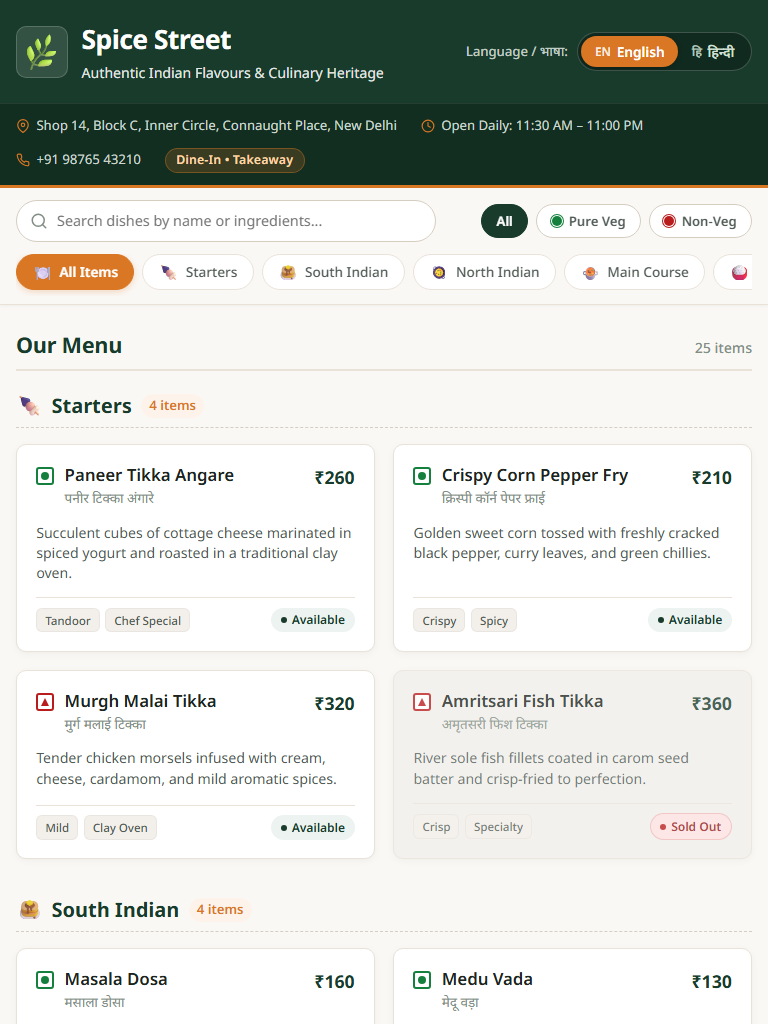 Spice Street
Authentic Indian Flavours & Culinary Heritage
Language / भाषा:
EN English
हि हिन्दी
Shop 14, Block C, Inner Circle, Connaught Place, New Delhi
Open Daily: 11:30 AM – 11:00 PM
+91 98765 43210
Dine-In • Takeaway
Search dishes by name or ingredients...
All
Pure Veg
Non-Veg
All Items
Starters
South Indian
North Indian
Main Course
Our Menu
25 items
Starters
4 items
Paneer Tikka Angare
₹260
पनीर टिक्का अंगारे
Succulent cubes of cottage cheese marinated in
spiced yogurt and roasted in a traditional clay
oven.
Tandoor
Chef Special
Available
Crispy Corn Pepper Fry
₹210
क्रिस्पी कॉर्न पेपर फ्राई
Golden sweet corn tossed with freshly cracked
black pepper, curry leaves, and green chillies.
Crispy
Spicy
Available
Murgh Malai Tikka
₹320
मुर्ग मलाई टिक्का
Tender chicken morsels infused with cream,
cheese, cardamom, and mild aromatic spices.
Mild
Clay Oven
Available
Amritsari Fish Tikka
₹360
अमृतसरी फिश टिक्का
River sole fish fillets coated in carom seed
batter and crisp-fried to perfection.
Crisp
Specialty
Sold Out
South Indian
4 items
Masala Dosa
₹160
मसाला डोसा
Medu Vada
₹130
मेदू वड़ा